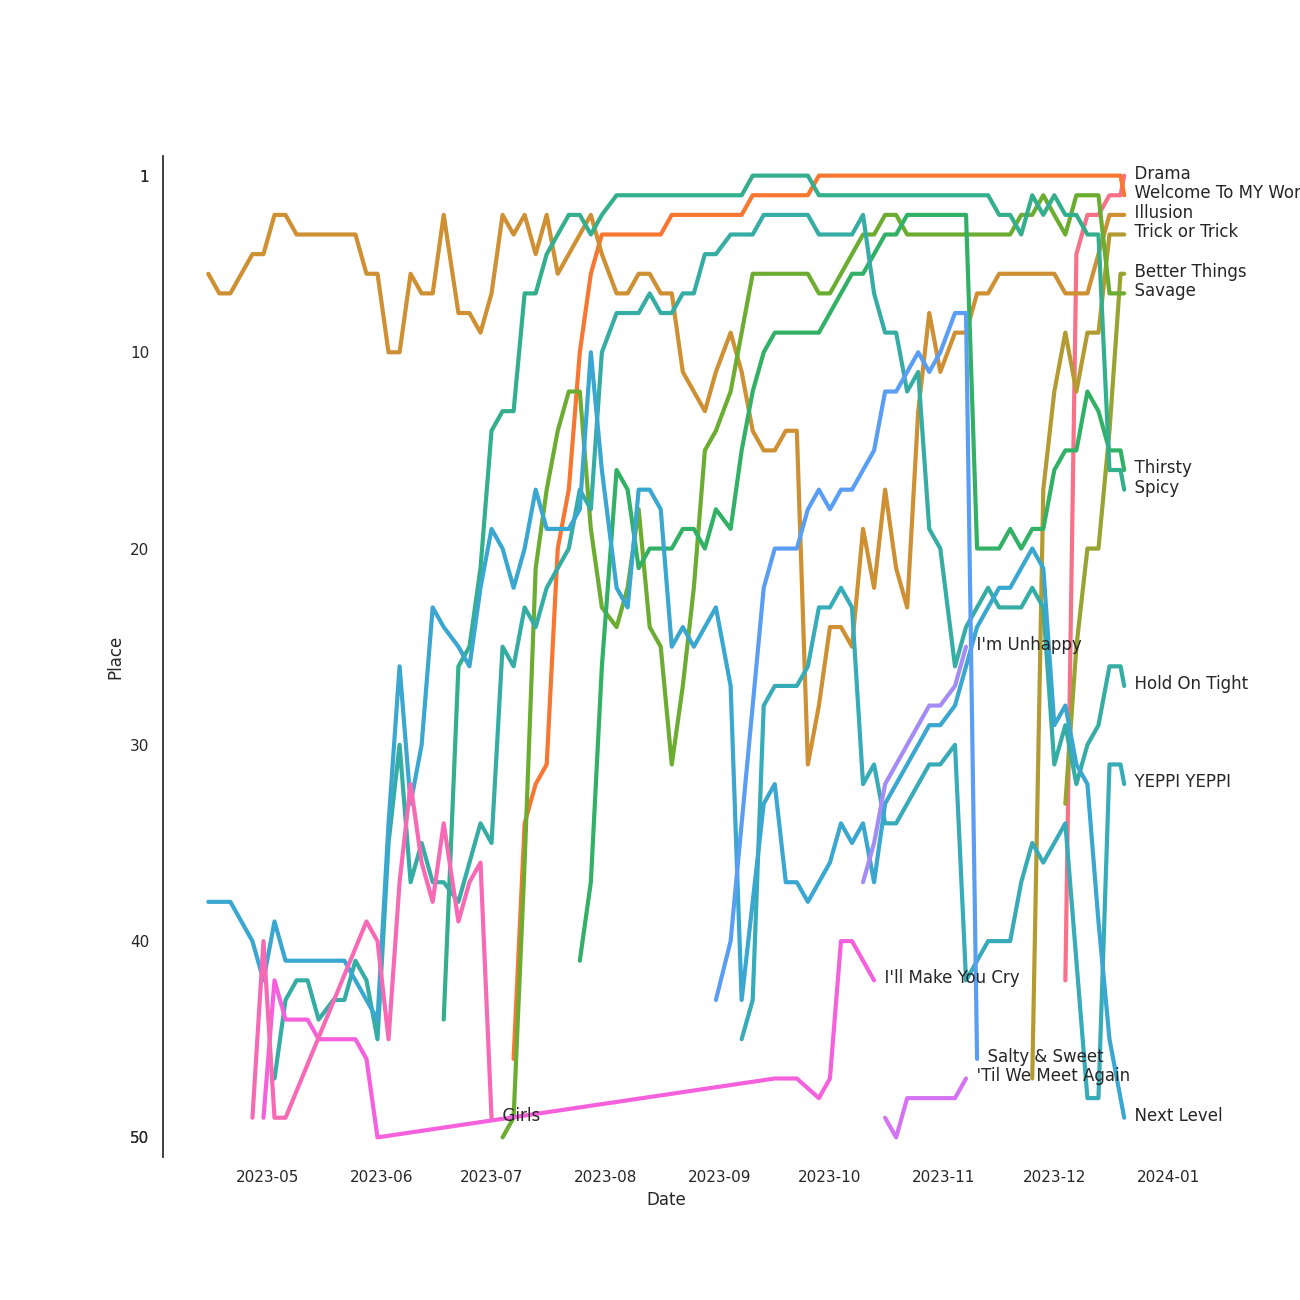 1
Drama
Welcome To MY Wor
Illusion
Trick or Trick
Better Things
Savage
10
Thirsty
Spicy
20
I'm Unhappy
Hold On Tight
30
YEPPI YEPPI
40
I'll Make You Cry
Salty & Sweet
'Til We Meet Again
Girls
Next Level
50
Place
2023-05 2023-06 2023-07 2023-08 2023-09 2023-10 2023-11 2023-12 2024-01
Date